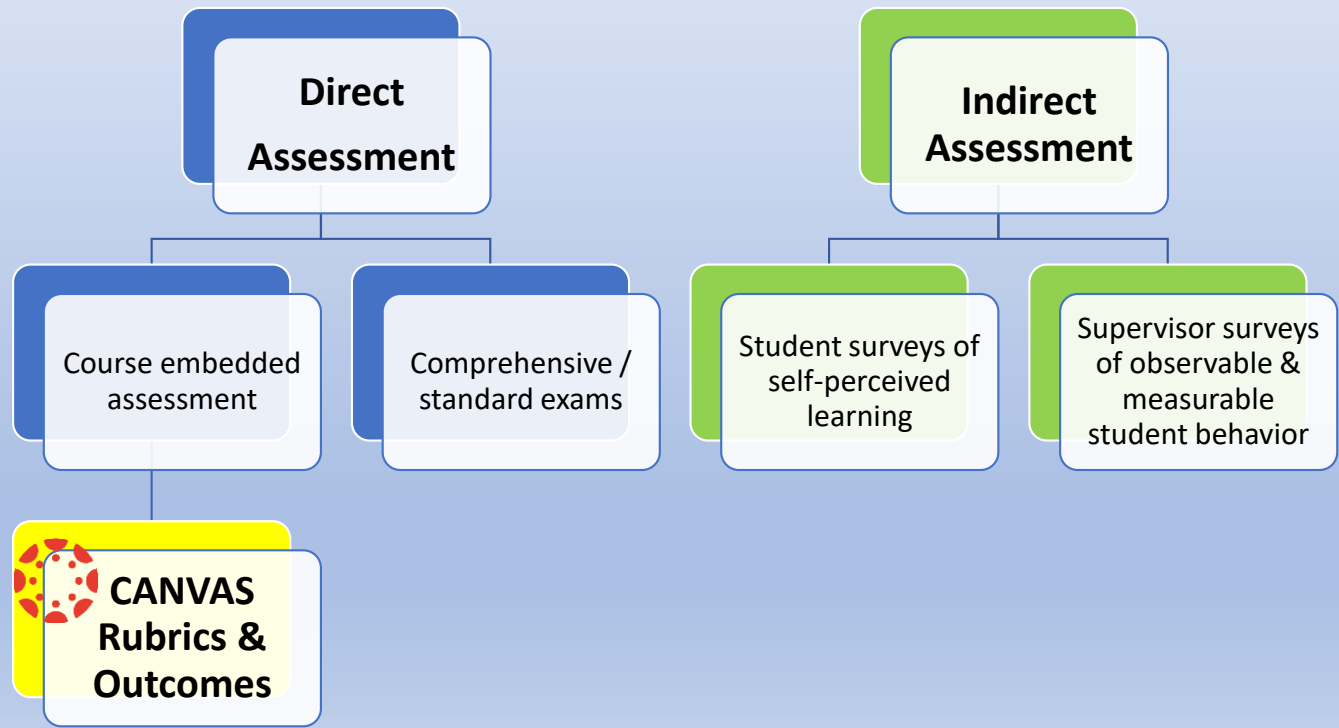 Direct
Assessment
Indirect
Assessment
Course embedded
assessment
Comprehensive /
standard exams
Student surveys of
self-perceived
learning
Supervisor surveys
of observable &
measurable
student behavior
CANVAS
Rubrics &
Outcomes